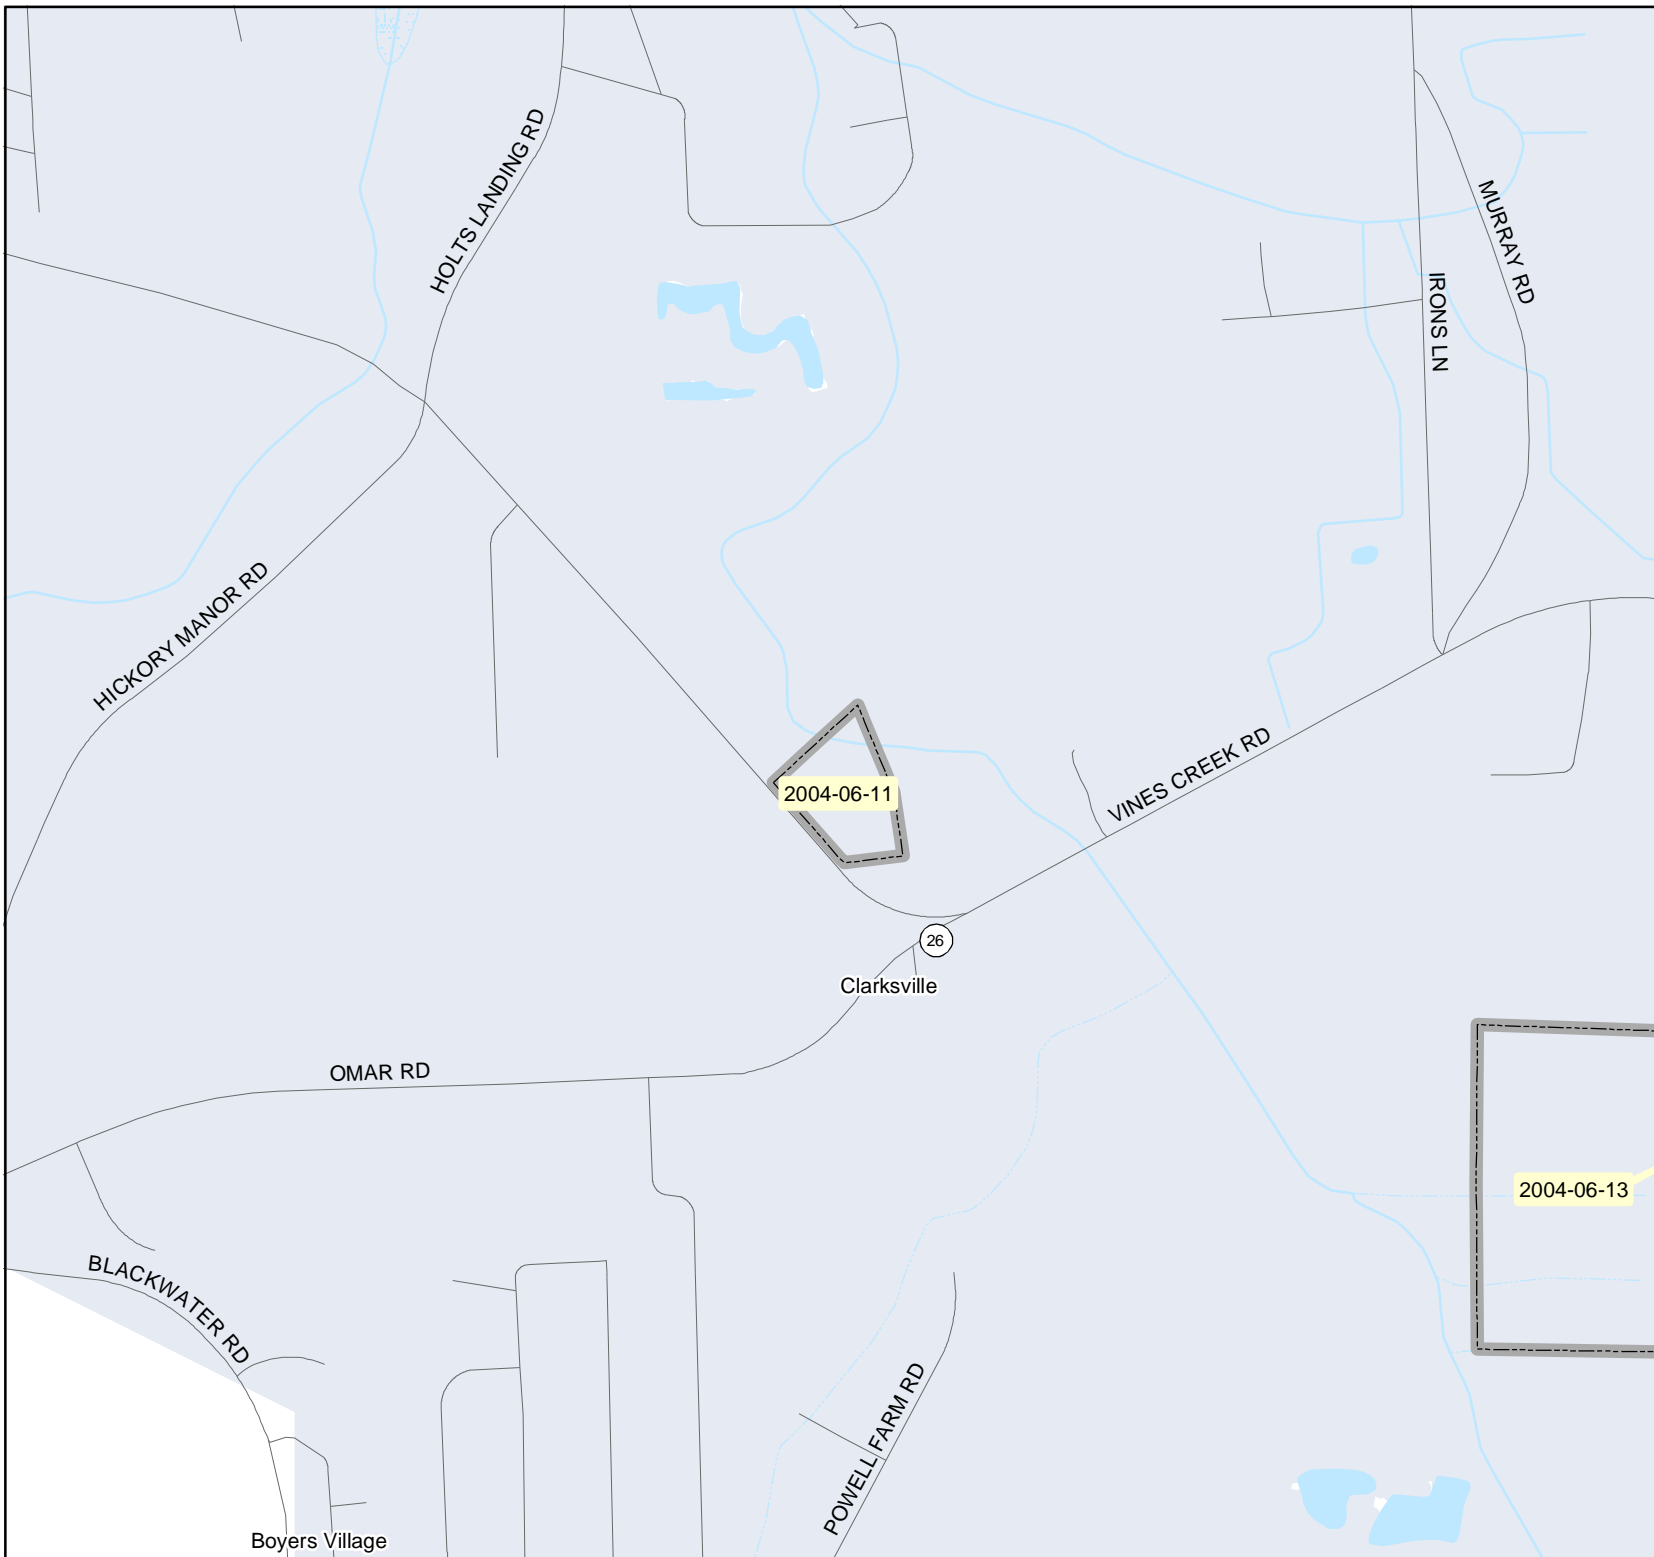 HOLTS LANDING RD
MURRAY RD
IRONS LN
HICKORY MANOR RD
VINES CREEK RD
2004-06-11
26
Clarksville
OMAR RD
2004-06-13
BLACKWATER RD
POWELL FARM RD
Boyers Village